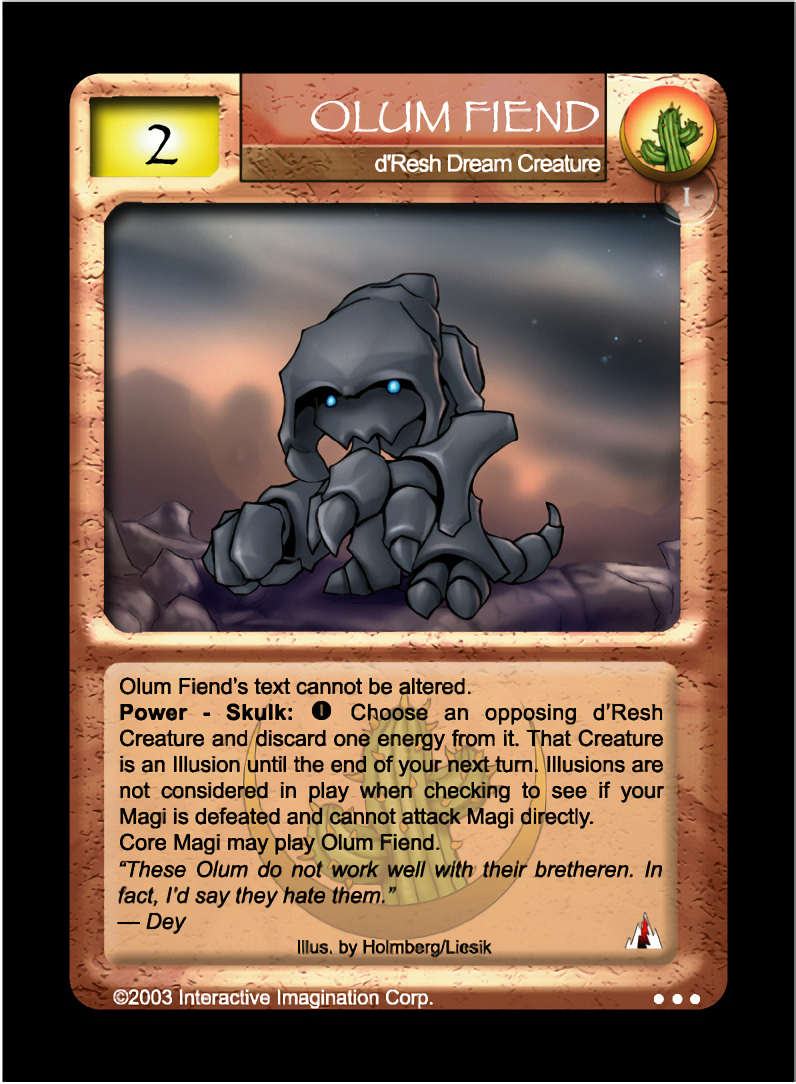 2
OLUM FIEND
d'Resh Dream Creature
I
Olum Fiend's text cannot be altered.
Power - Skulk: Choose an opposing d'Resh
Creature and discard one energy from it. That Creature
is an Illusion until the end of your next turn. Illusions are
not considered in play when checking to see if your
Magi is defeated and cannot attack Magi directly.
Core Magi may play Olum Fiend.
“These Olum do not work well with their bretheren. In
fact, I'd say they hate them.”
— Dey
Illus. by Holmberg/Licsik
©2003 Interactive Imagination Corp.